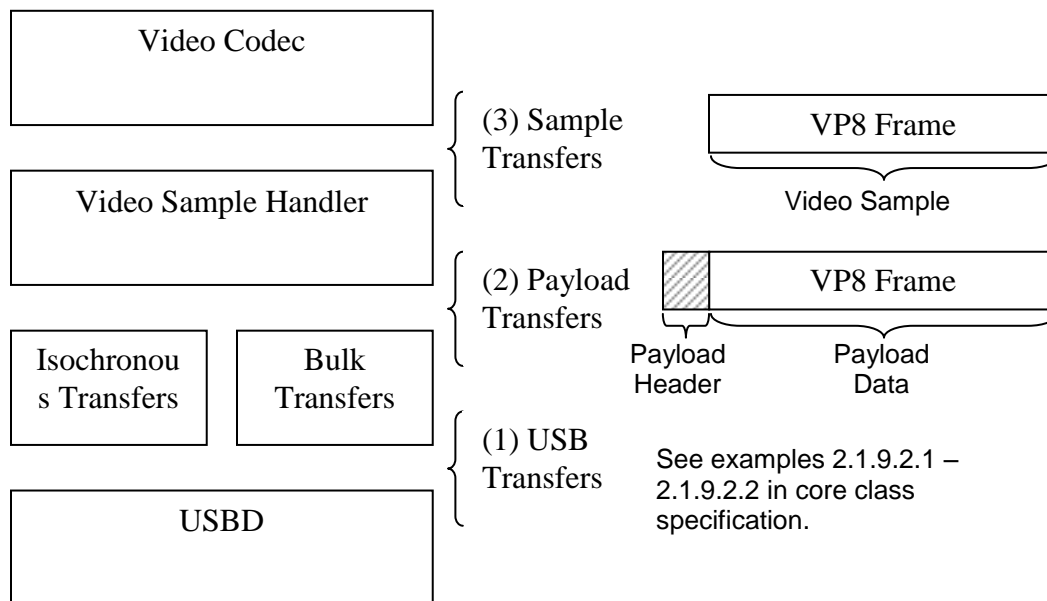 Video Codec
(3) Sample
Transfers
VP8 Frame
Video Sample
Video Sample Handler
(2) Payload
Transfers
VP8 Frame
Payload
Header
Payload
Data
Isochronou
s Transfers
Bulk
Transfers
(1) USB
Transfers
See examples 2.1.9.2.1 –
2.1.9.2.2 in core class
specification.
USBD